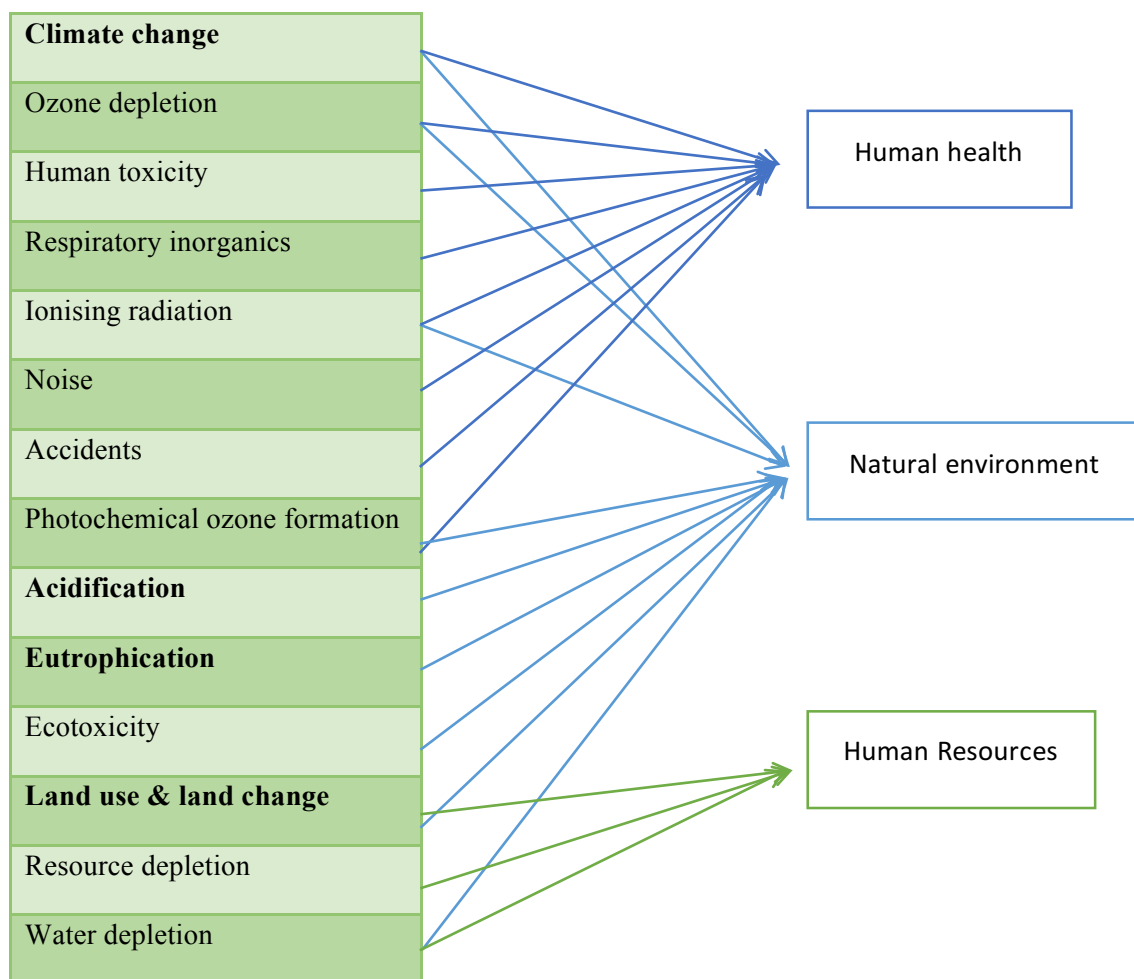 Climate change
Ozone depletion
Human toxicity
Respiratory inorganics
Ionising radiation
Noise
Accidents
Photochemical ozone formation
Acidification
Eutrophication
Ecotoxicity
Land use & land change
Resource depletion
Water depletion
Human health
Natural environment
Human Resources